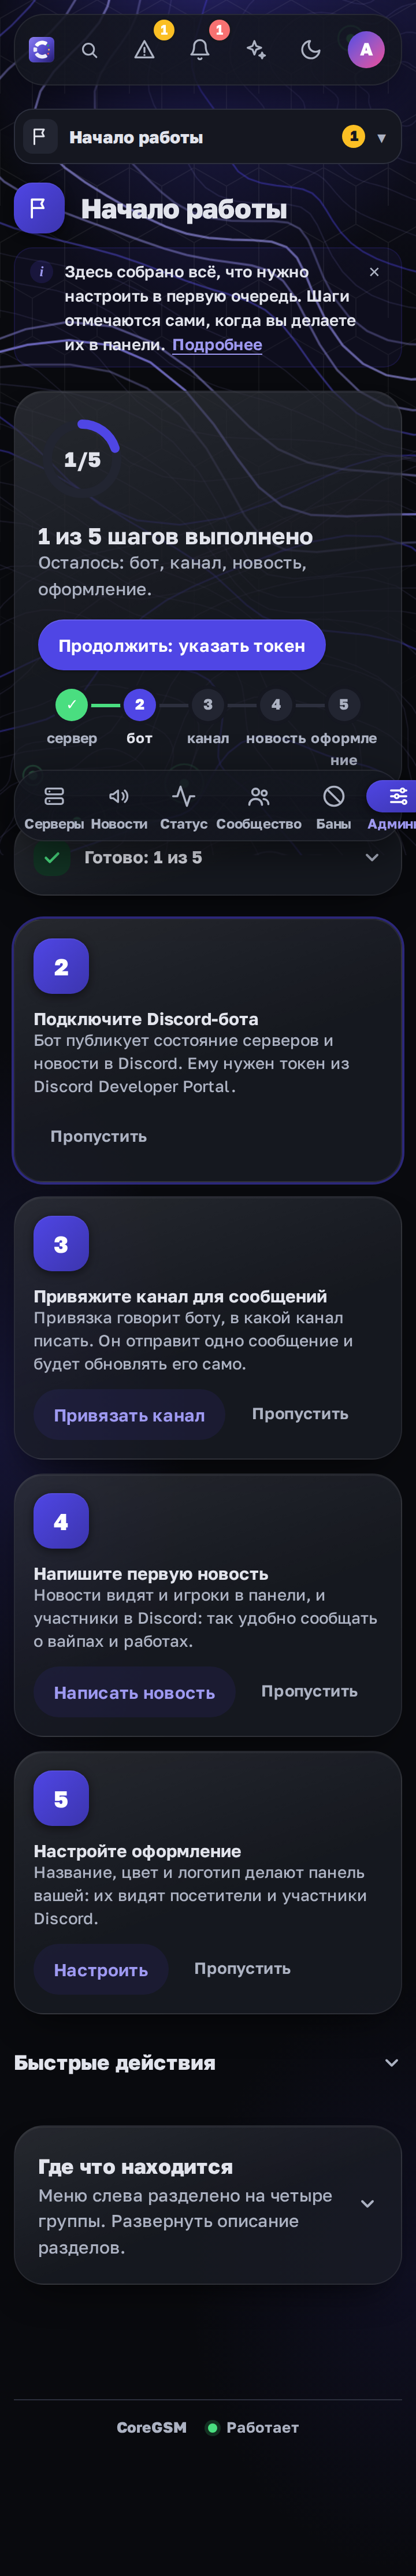 1
1
A
Начало работы
1
Начало работы
Здесь собрано всё, что нужно
настроить в первую очередь. Шаги
отмечаются сами, когда вы делаете
их в панели. Подробнее
1/5
1 из 5 шагов выполнено
Осталось: бот, канал, новость,
оформление.
Продолжить: указать токен
2 3 4 5
сервер бот канал новость оформле
ние
Серверы Новости Статус Сообщество Баны Админ
Готово: 1 из 5
2
Подключите Discord-бота
Бот публикует состояние серверов и
новости в Discord. Ему нужен токен из
Discord Developer Portal.
Пропустить
3
Привяжите канал для сообщений
Привязка говорит боту, в какой канал
писать. Он отправит одно сообщение и
будет обновлять его само.
Привязать канал Пропустить
4
Напишите первую новость
Новости видят и игроки в панели, и
участники в Discord: так удобно сообщать
о вайпах и работах.
Написать новость Пропустить
5
Настройте оформление
Название, цвет и логотип делают панель
вашей: их видят посетители и участники
Discord.
Настроить Пропустить
Быстрые действия
Где что находится
Меню слева разделено на четыре
группы. Развернуть описание
разделов.
CoreGSM Работает